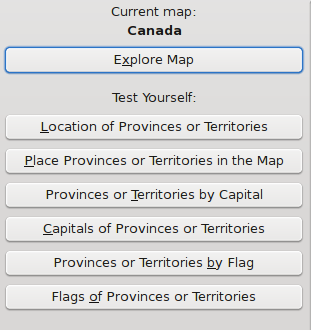 Current map:
Canada
Explore Map
Test Yourself:
Location of Provinces or Territories
Place Provinces or Territories in the Map
Provinces or Territories by Capital
Capitals of Provinces or Territories
Provinces or Territories by Flag
Flags of Provinces or Territories